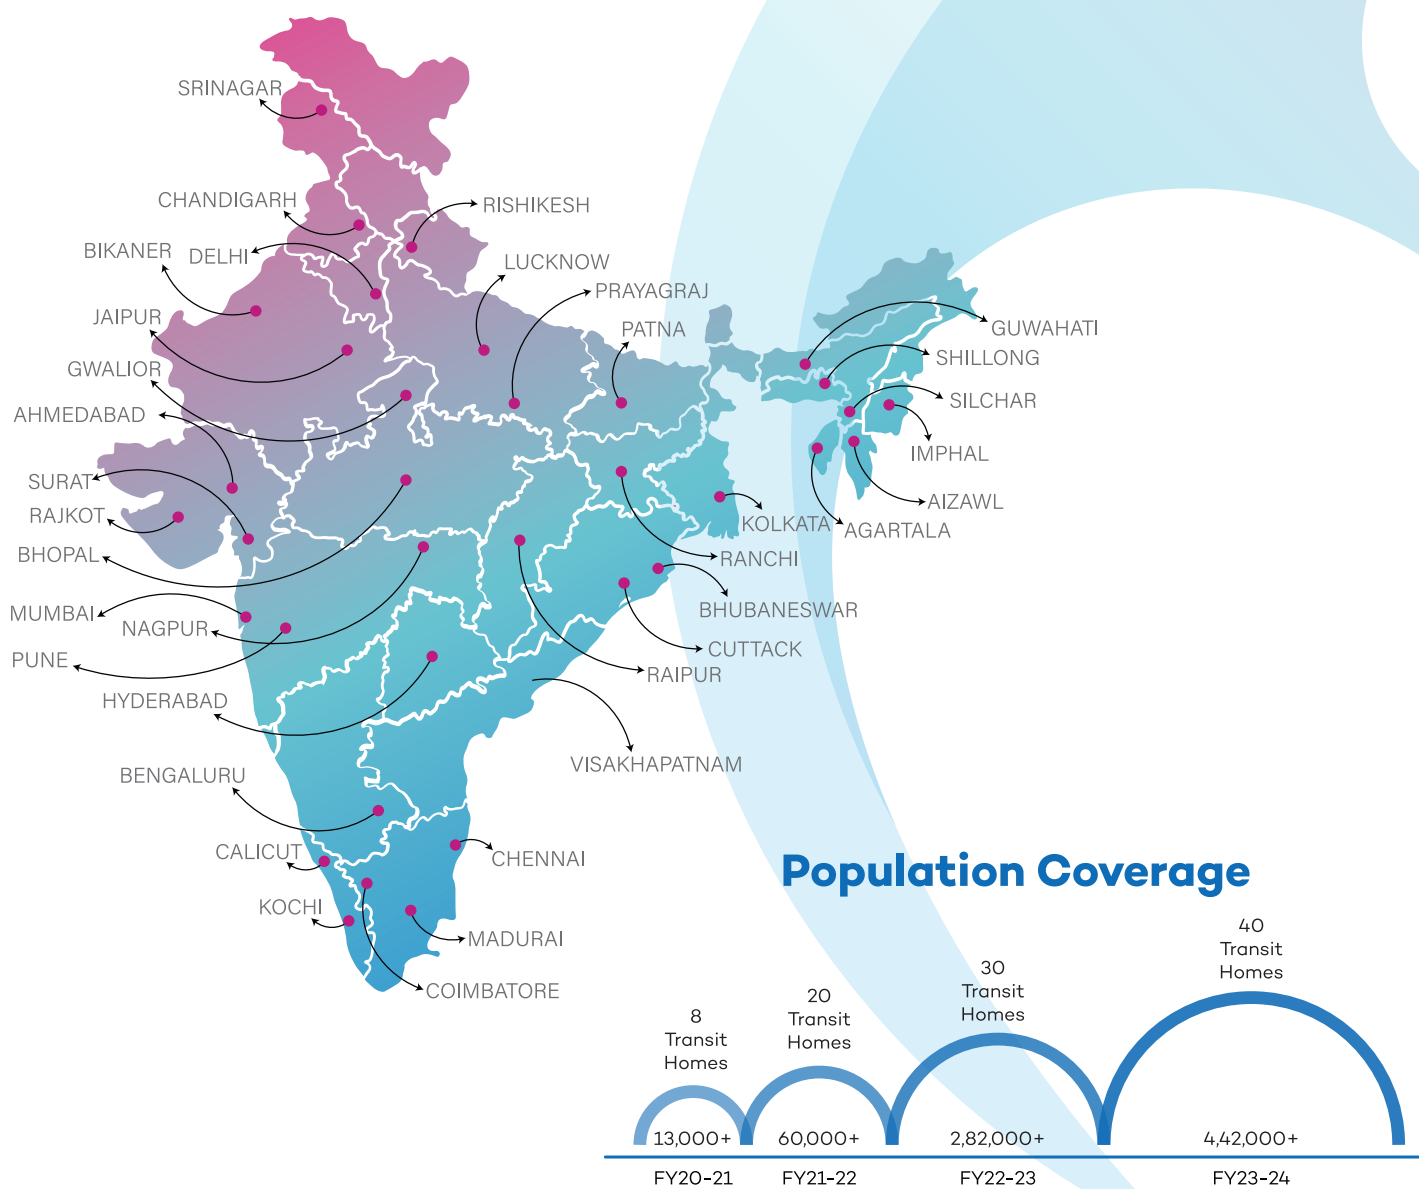 SRINAGAR
CHANDIGARH
RISHIKESH
BIKANER
DELHI
LUCKNOW
PRAYAGRAJ
JAIPUR
PATNA
GUWAHATI
GWALIOR
SHILLONG
AHMEDABAD
SILCHAR
IMPHAL
SURAT
AIZAWL
RAJKOT
KOLKATA
AGARTALA
BHOPAL
RANCHI
MUMBAI
BHUBANESWAR
NAGPUR
CUTTACK
PUNE
RAIPUR
HYDERABAD
VISAKHAPATNAM
BENGALURU
CALICUT
CHENNAI
KOCHI
MADURAI
COIMBATORE
Population Coverage
8
Transit
Homes
20
Transit
Homes
30
Transit
Homes
40
Transit
Homes
13,000+
60,000+
2,82,000+
4,42,000+
FY20-21
FY21-22
FY22-23
FY23-24